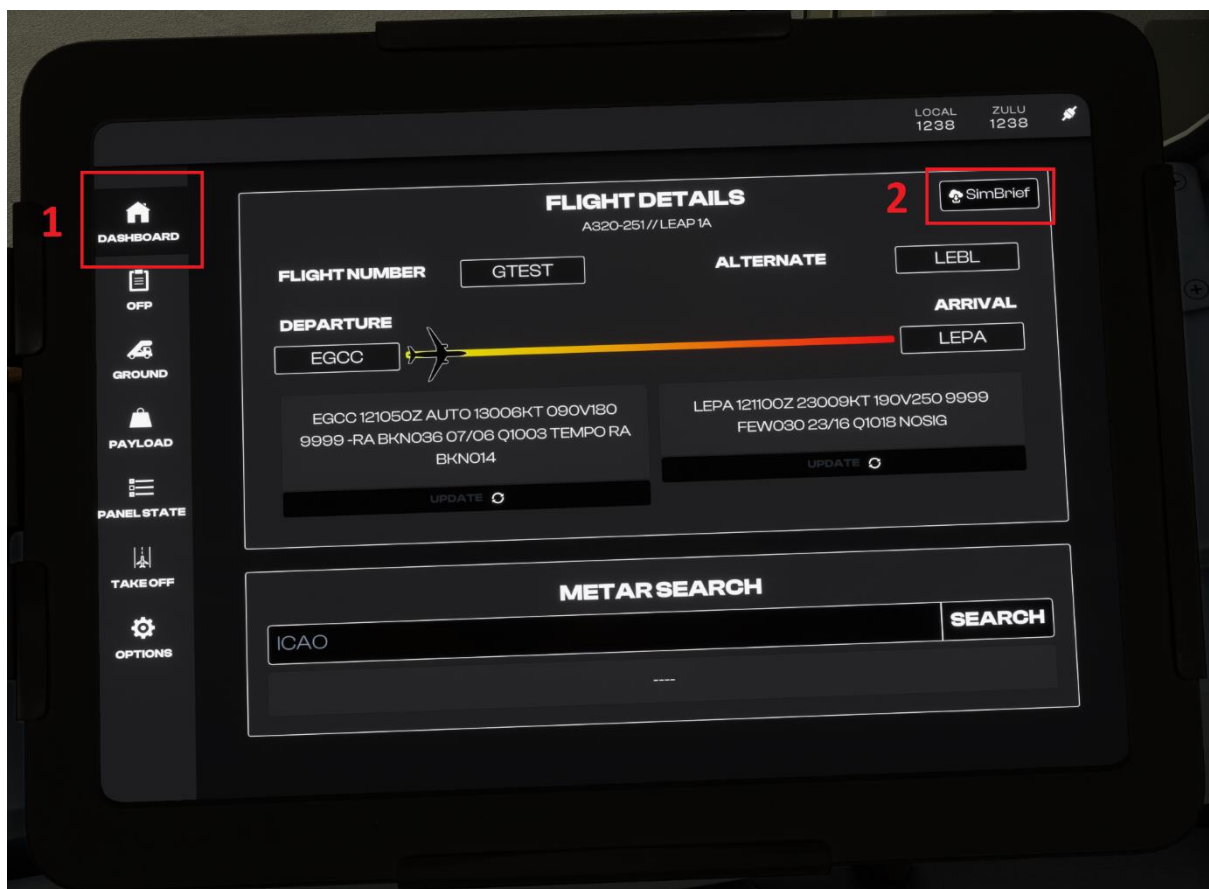 LOCAL ZULU
1238 1238
1
DASHBOARD
OFP
GROUND
PAYLOAD
PANEL STATE
TAKE OFF
OPTIONS
FLIGHT DETAILS
A320-251 // LEAP 1A
2
SimBrief
FLIGHT NUMBER GTEST
ALTERNATE LEBL
DEPARTURE
EGCC
ARRIVAL
LEPA
EGCC 121050Z AUTO 13006KT 090V180
9999 -RA BKN036 07/06 Q1003 TEMPO RA
BKN014
UPDATE
LEPA 121100Z 23009KT 190V250 9999
FEW030 23/16 Q1018 NOSIG
UPDATE
METAR SEARCH
ICAO
SEARCH
----